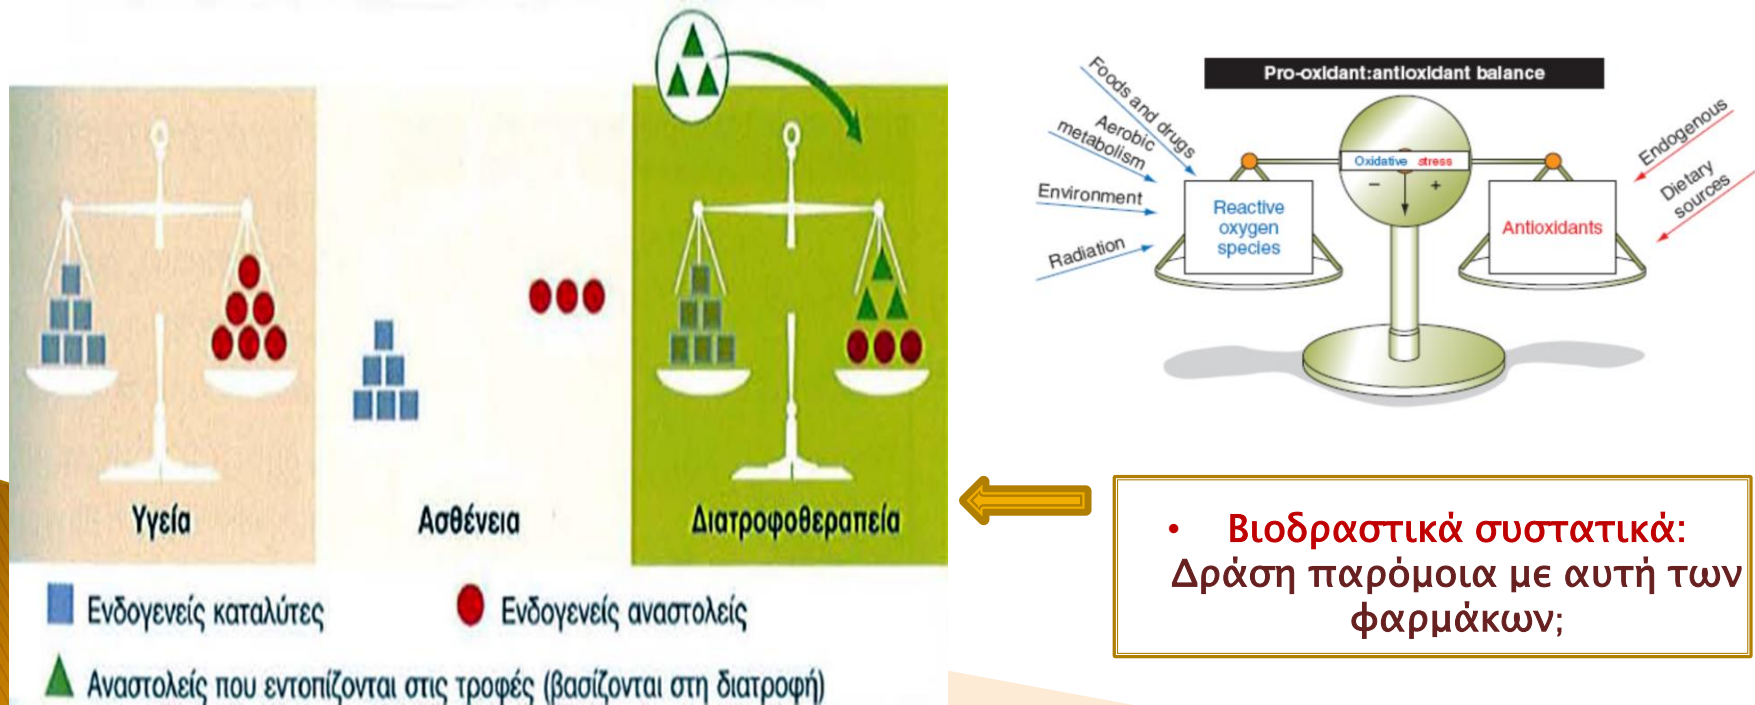 Υγεία
Ασθένεια
Διατροφοθεραπεία
Ενδογενείς καταλύτες
Ενδογενείς αναστολείς
Αναστολείς που εντοπίζονται στις τροφές (βασίζονται στη διατροφή)
Pro-oxidant:antioxidant balance
Foods and drugs
Aerobic
metabolism
Environment
Radiation
Oxidative stress
– +
Reactive
oxygen
species
Antioxidants
Endogenous
Dietary
sources
• Βιοδραστικά συστατικά:
Δράση παρόμοια με αυτή των
φαρμάκων;